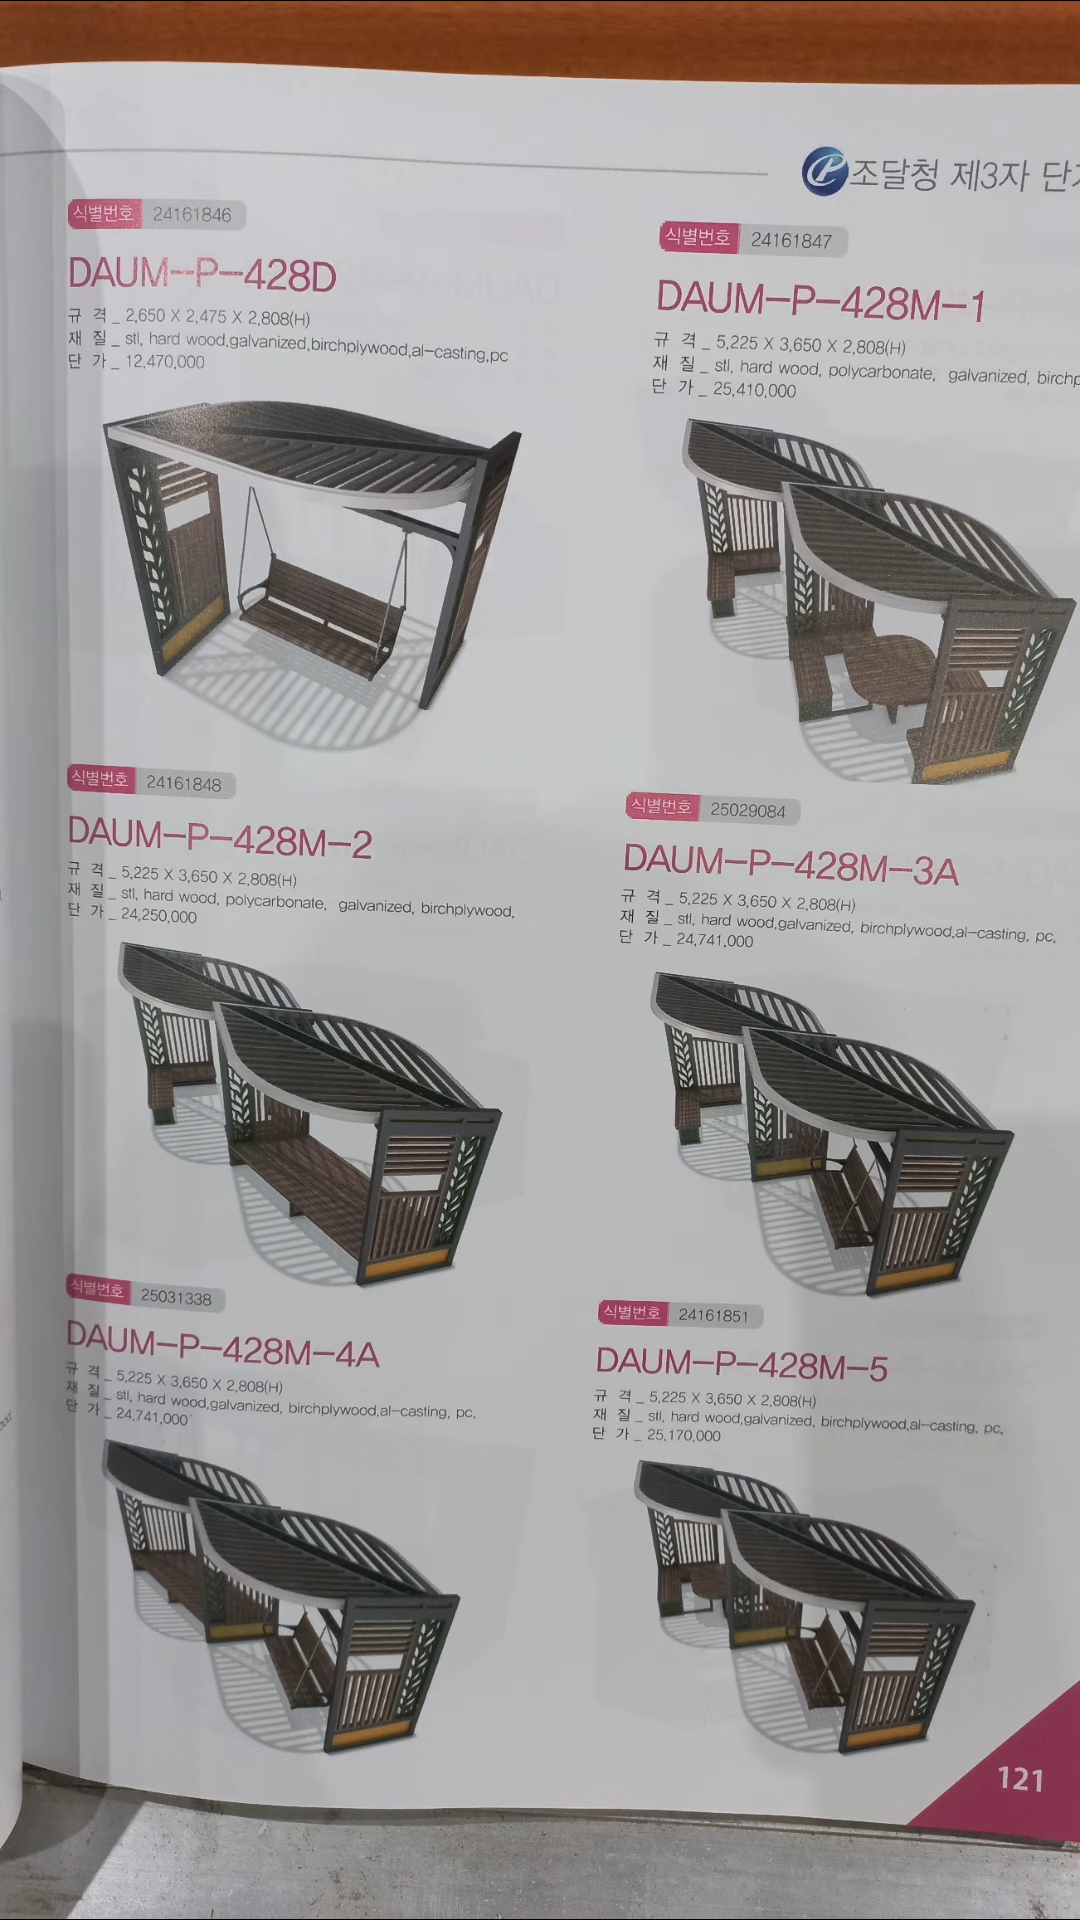 조달청 제3자 단가
식별번호 24161846
DAUM-P-428D
규 격 _ 2,650 X 2,475 X 2,808(H)
재 질 _ stl, hard wood,galvanized,birchplywood,al-casting,pc
단 가 _ 12,470,000
식별번호 24161847
DAUM-P-428M-1
규 격 _ 5,225 X 3,650 X 2,808(H)
재 질 _ stl, hard wood, polycarbonate, galvanized, birchp
단 가 _ 25,410,000
식별번호 24161848
DAUM-P-428M-2
규 격 _ 5,225 X 3,650 X 2,808(H)
재 질 _ stl, hard wood, polycarbonate, galvanized, birchplywood,
단 가 _ 24,250,000
식별번호 25029084
DAUM-P-428M-3A
규 격 _ 5,225 X 3,650 X 2,808(H)
재 질 _ stl, hard wood,galvanized, birchplywood,al-casting, pc,
단 가 _ 24,741,000
식별번호 25031338
DAUM-P-428M-4A
규 격 _ 5,225 X 3,650 X 2,808(H)
재 질 _ stl, hard wood,galvanized, birchplywood,al-casting, pc,
단 가 _ 24,741,000
식별번호 24161851
DAUM-P-428M-5
규 격 _ 5,225 X 3,650 X 2,808(H)
재 질 _ stl, hard wood,galvanized, birchplywood,al-casting, pc,
단 가 _ 25,170,000
121